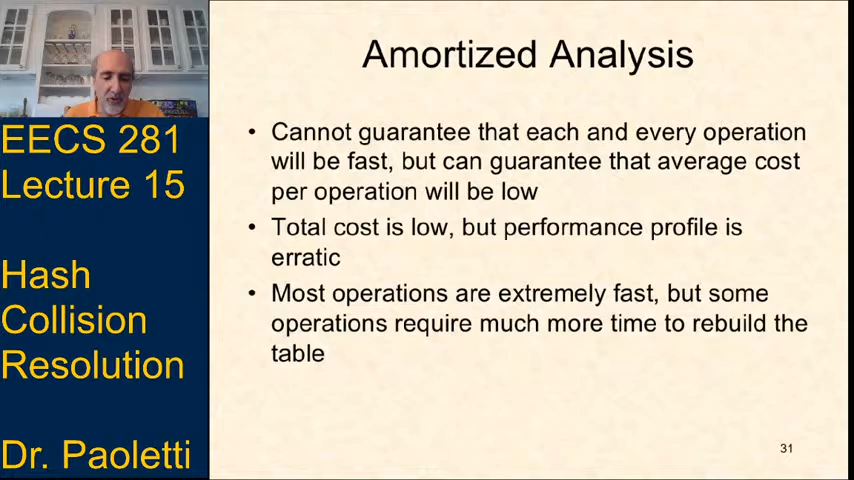 EECS 281
Lecture 15
Hash
Collision
Resolution
Dr. Paoletti
Amortized Analysis
• Cannot guarantee that each and every operation
will be fast, but can guarantee that average cost
per operation will be low
• Total cost is low, but performance profile is
erratic
• Most operations are extremely fast, but some
operations require much more time to rebuild the
table
31